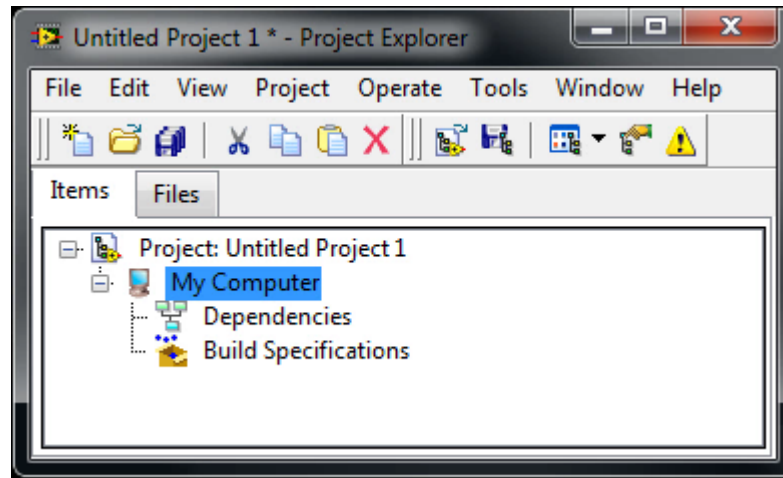 Untitled Project 1 * - Project Explorer
File Edit View Project Operate Tools Window Help
Items Files
Project: Untitled Project 1
My Computer
Dependencies
Build Specifications